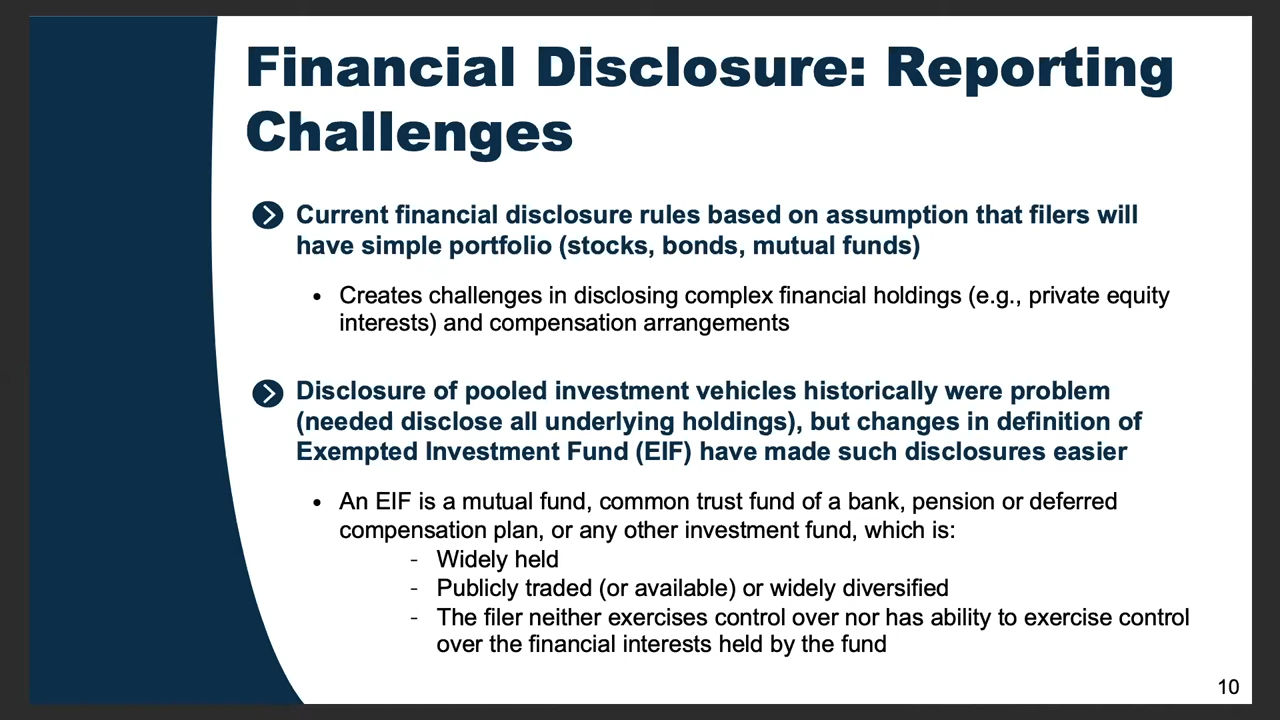 Financial Disclosure: Reporting
Challenges
Current financial disclosure rules based on assumption that filers will
have simple portfolio (stocks, bonds, mutual funds)
• Creates challenges in disclosing complex financial holdings (e.g., private equity
interests) and compensation arrangements
Disclosure of pooled investment vehicles historically were problem
(needed disclose all underlying holdings), but changes in definition of
Exempted Investment Fund (EIF) have made such disclosures easier
• An EIF is a mutual fund, common trust fund of a bank, pension or deferred
compensation plan, or any other investment fund, which is:
- Widely held
- Publicly traded (or available) or widely diversified
- The filer neither exercises control over nor has ability to exercise control
over the financial interests held by the fund
10